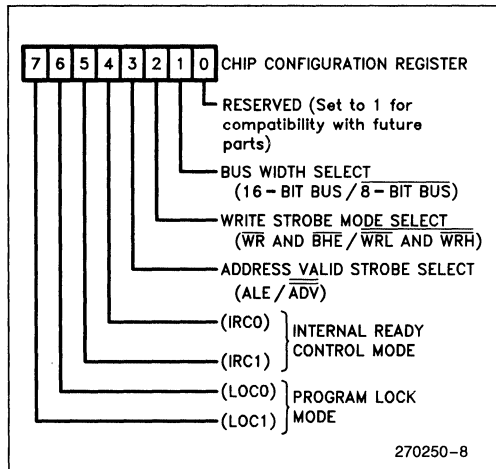 7 6 5 4 3 2 1 0 CHIP CONFIGURATION REGISTER
RESERVED (Set to 1 for
compatibility with future
parts)
BUS WIDTH SELECT
(16-BIT BUS / 8-BIT BUS)
WRITE STROBE MODE SELECT
(WR AND BHE / WRL AND WRH)
ADDRESS VALID STROBE SELECT
(ALE / ADV)
(IRC0)
INTERNAL READY
CONTROL MODE
(IRC1)
(LOC0)
PROGRAM LOCK
MODE
(LOC1)
270250-8